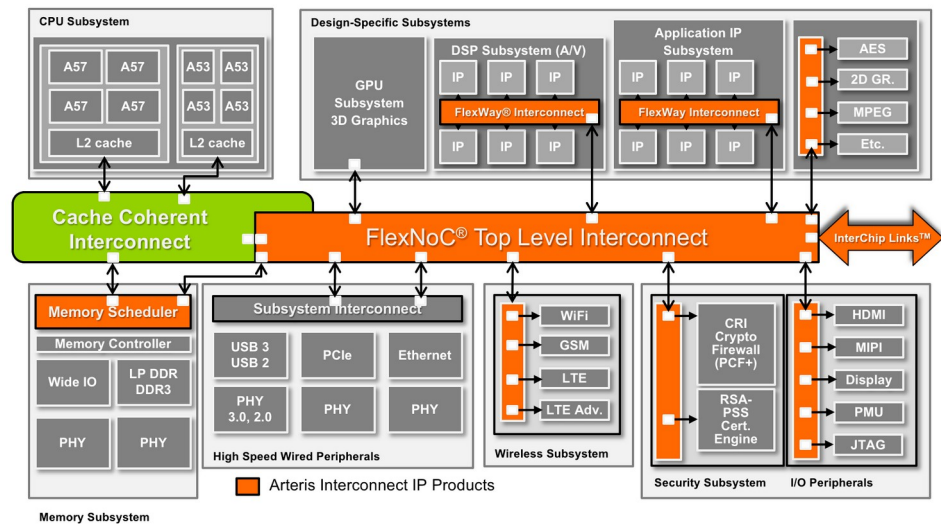 CPU Subsystem
A57
A57
A53
A53
A57
A57
A53
A53
L2 cache
L2 cache
Design-Specific Subsystems
GPU
Subsystem
3D Graphics
DSP Subsystem (A/V)
IP
IP
IP
FlexWay® Interconnect
IP
IP
IP
Application IP
Subsystem
IP
IP
IP
FlexWay Interconnect
IP
IP
IP
AES
2D GR.
MPEG
Etc.
Cache Coherent
Interconnect
FlexNoC® Top Level Interconnect
InterChip Links™
Memory Scheduler
Memory Controller
Wide IO
LP DDR
DDR3
PHY
PHY
Memory Subsystem
Subsystem Interconnect
USB 3
USB 2
PCIe
Ethernet
PHY
3.0, 2.0
PHY
PHY
High Speed Wired Peripherals
WiFi
GSM
LTE
LTE Adv.
Wireless Subsystem
CRI
Crypto
Firewall
(PCF+)
RSA-
PSS
Cert.
Engine
Security Subsystem
HDMI
MIPI
Display
PMU
JTAG
I/O Peripherals
Arteris Interconnect IP Products